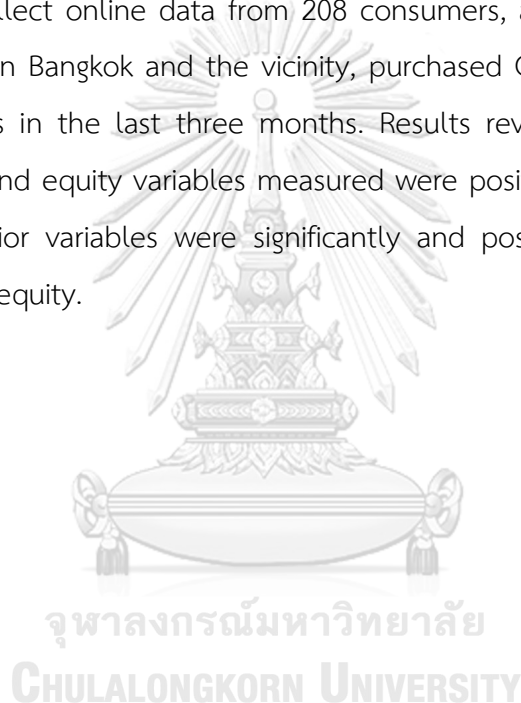 llect online data from 208 consumers, a
n Bangkok and the vicinity, purchased
s in the last three months. Results rev
nd equity variables measured were posi
ior variables were significantly and pos
equity.
จุฬาลงกรณ์มหาวิทยาลัย
CHULALONGKORN UNIVERSITY